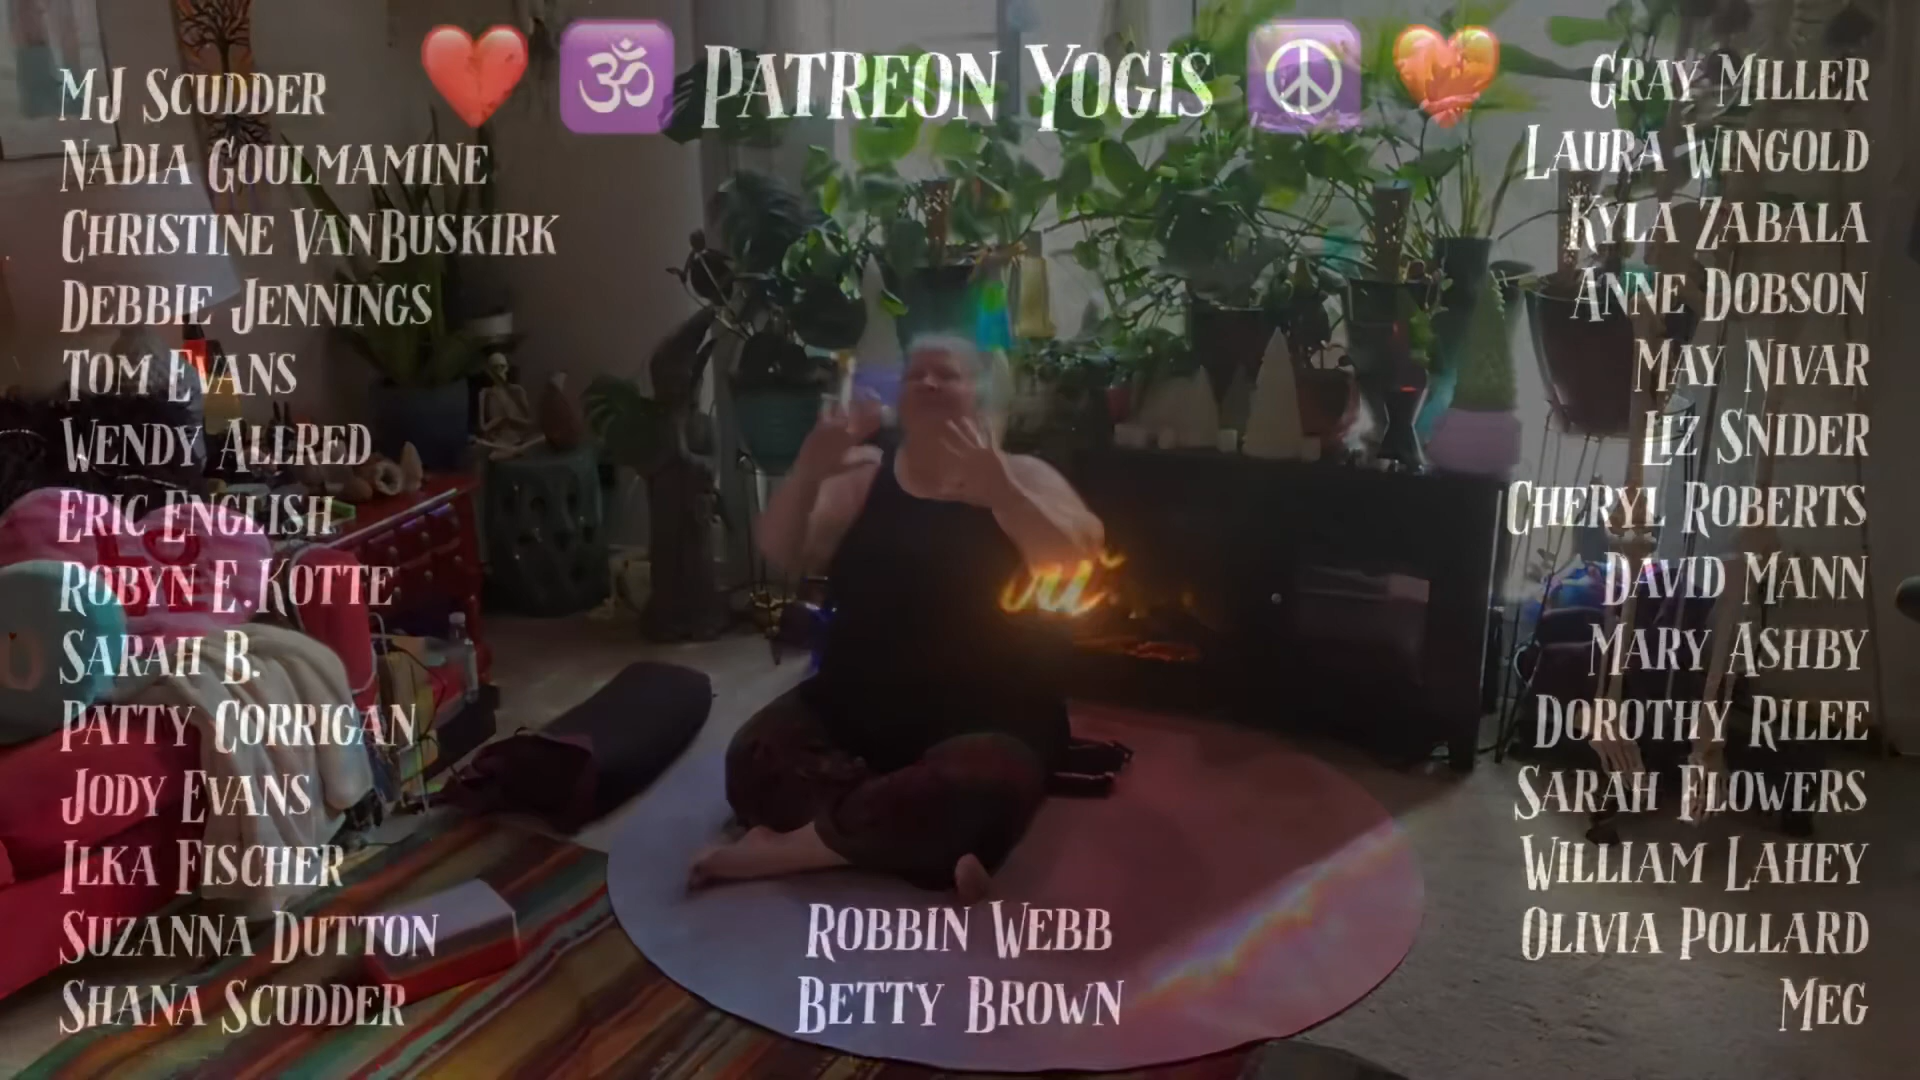 Patreon Yogis
MJ Scudder
Nadia Goulmamine
Christine VanBuskirk
Debbie Jennings
Tom Evans
Wendy Allred
Eric English
Robyn E.Kotte
Sarah B.
Patty Corrigan
Jody Evans
Ilka Fischer
Suzanna Dutton
Shana Scudder
Robbin Webb
Betty Brown
Gray Miller
Laura Wingold
Kyla Zabala
Anne Dobson
May Nivar
Liz Snider
Cheryl Roberts
David Mann
Mary Ashby
Dorothy Rilee
Sarah Flowers
William Lahey
Olivia Pollard
Meg